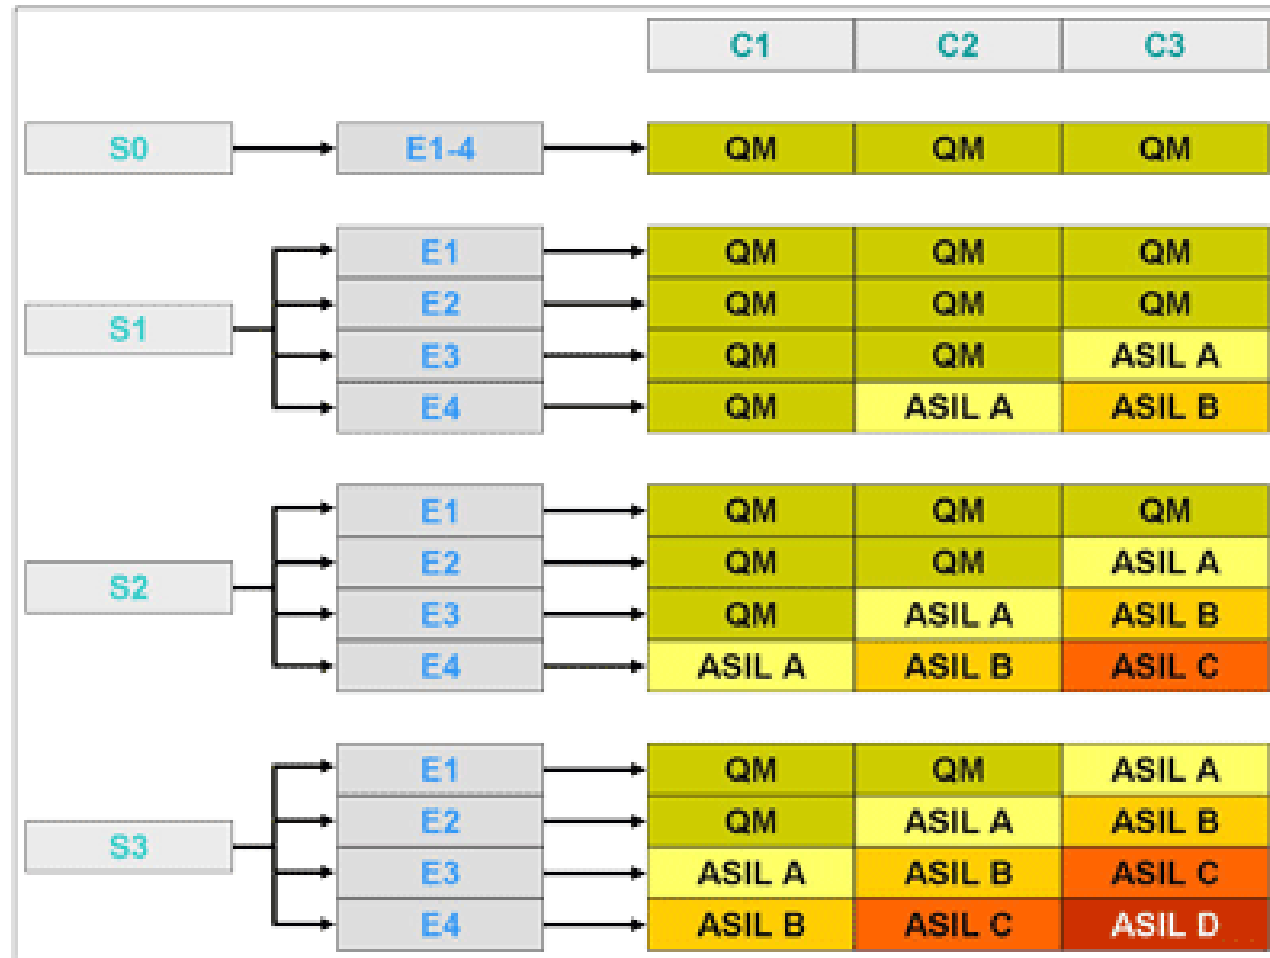 C1 C2 C3
S0 E1-4 QM QM QM
E1 QM QM QM
E2 QM QM QM
S1
E3 QM QM ASIL A
E4 QM ASIL A ASIL B
E1 QM QM QM
E2 QM QM ASIL A
S2
E3 QM ASIL A ASIL B
E4 ASIL A ASIL B ASIL C
E1 QM QM ASIL A
E2 QM ASIL A ASIL B
S3
E3 ASIL A ASIL B ASIL C
E4 ASIL B ASIL C ASIL D